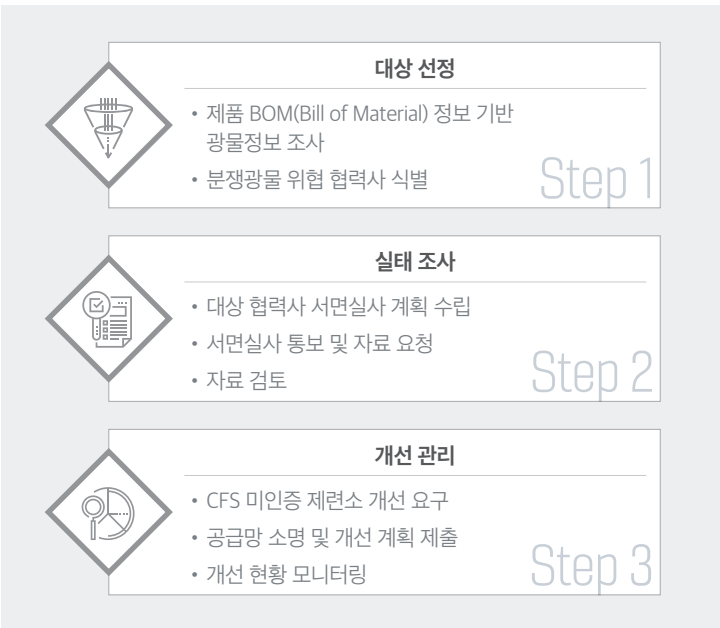 대상 선정
• 제품 BOM(Bill of Material) 정보 기반
광물정보 조사
• 분쟁광물 위협 협력사 식별
Step 1
실태 조사
• 대상 협력사 서면실사 계획 수립
• 서면실사 통보 및 자료 요청
• 자료 검토
Step 2
개선 관리
• CFS 미인증 제련소 개선 요구
• 공급망 소명 및 개선 계획 제출
• 개선 현황 모니터링
Step 3